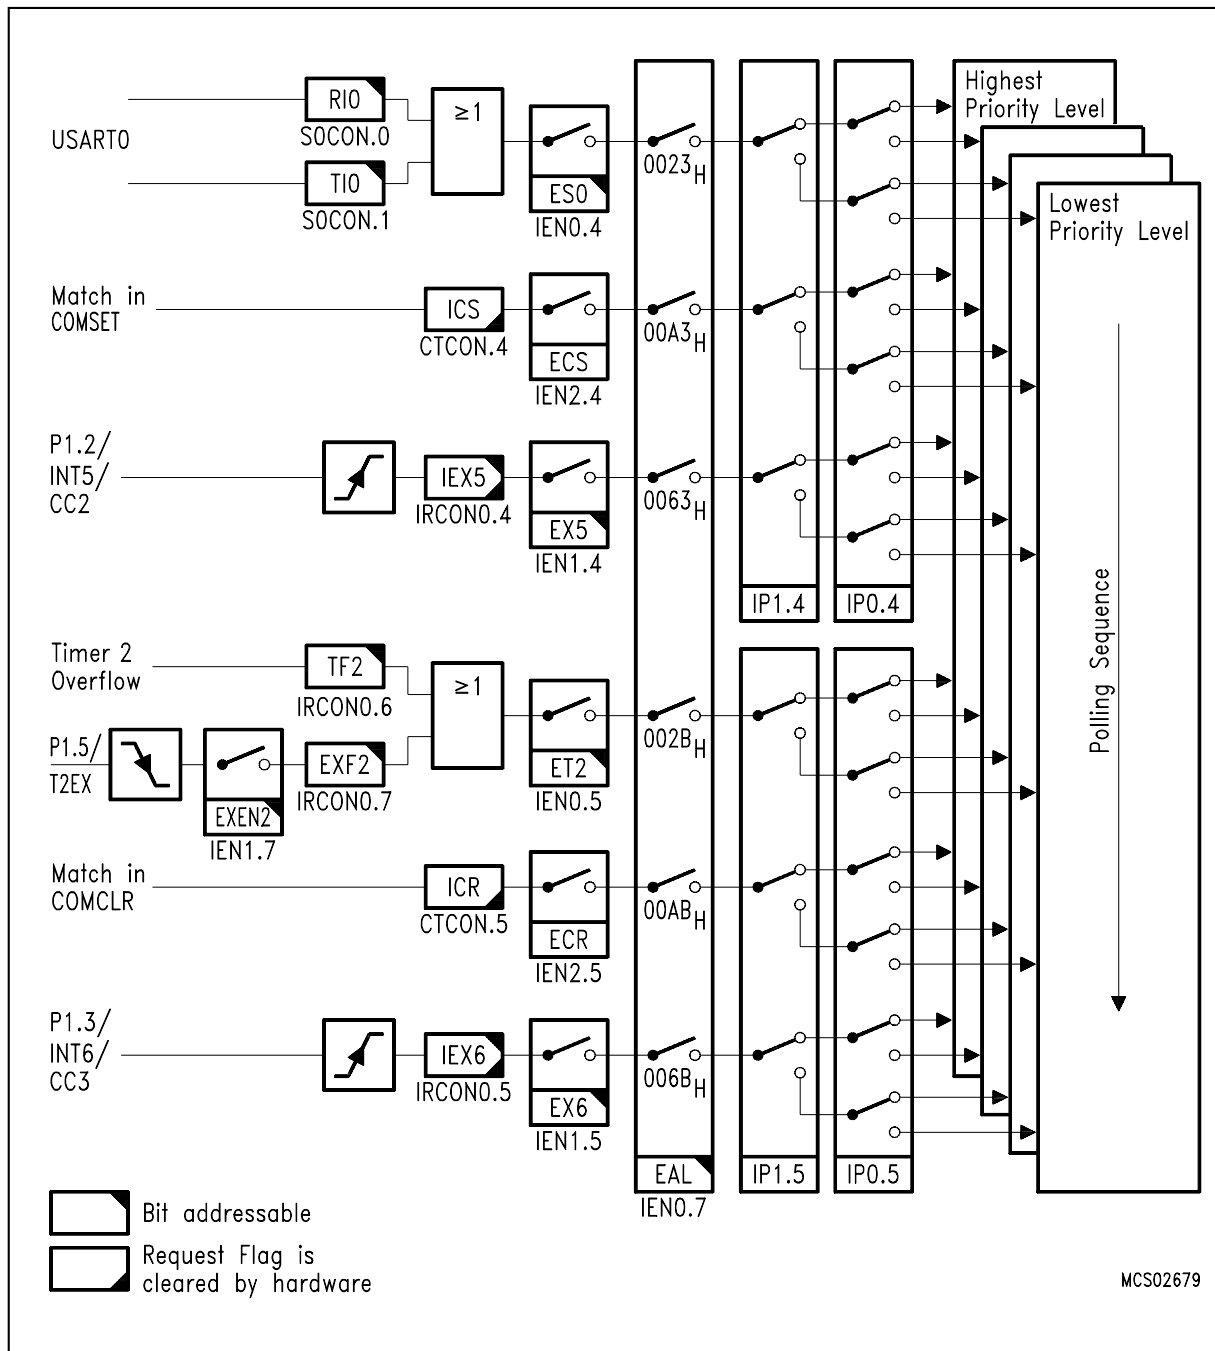 Highest
Priority Level
Lowest
Priority Level
Polling Sequence
USART0
RI0
S0CON.0
TI0
S0CON.1
≥1
ES0
IEN0.4
0023H
Match in
COMSET
ICS
CTCON.4
ECS
IEN2.4
00A3H
P1.2/
INT5/
CC2
IEX5
IRCON0.4
EX5
IEN1.4
0063H
IP1.4
IP0.4
Timer 2
Overflow
TF2
IRCON0.6
P1.5/
T2EX
EXEN2
IEN1.7
EXF2
IRCON0.7
≥1
ET2
IEN0.5
002BH
Match in
COMCLR
ICR
CTCON.5
ECR
IEN2.5
00ABH
P1.3/
INT6/
CC3
IEX6
IRCON0.5
EX6
IEN1.5
006BH
EAL
IEN0.7
IP1.5
IP0.5
Bit addressable
Request Flag is
cleared by hardware
MCS02679